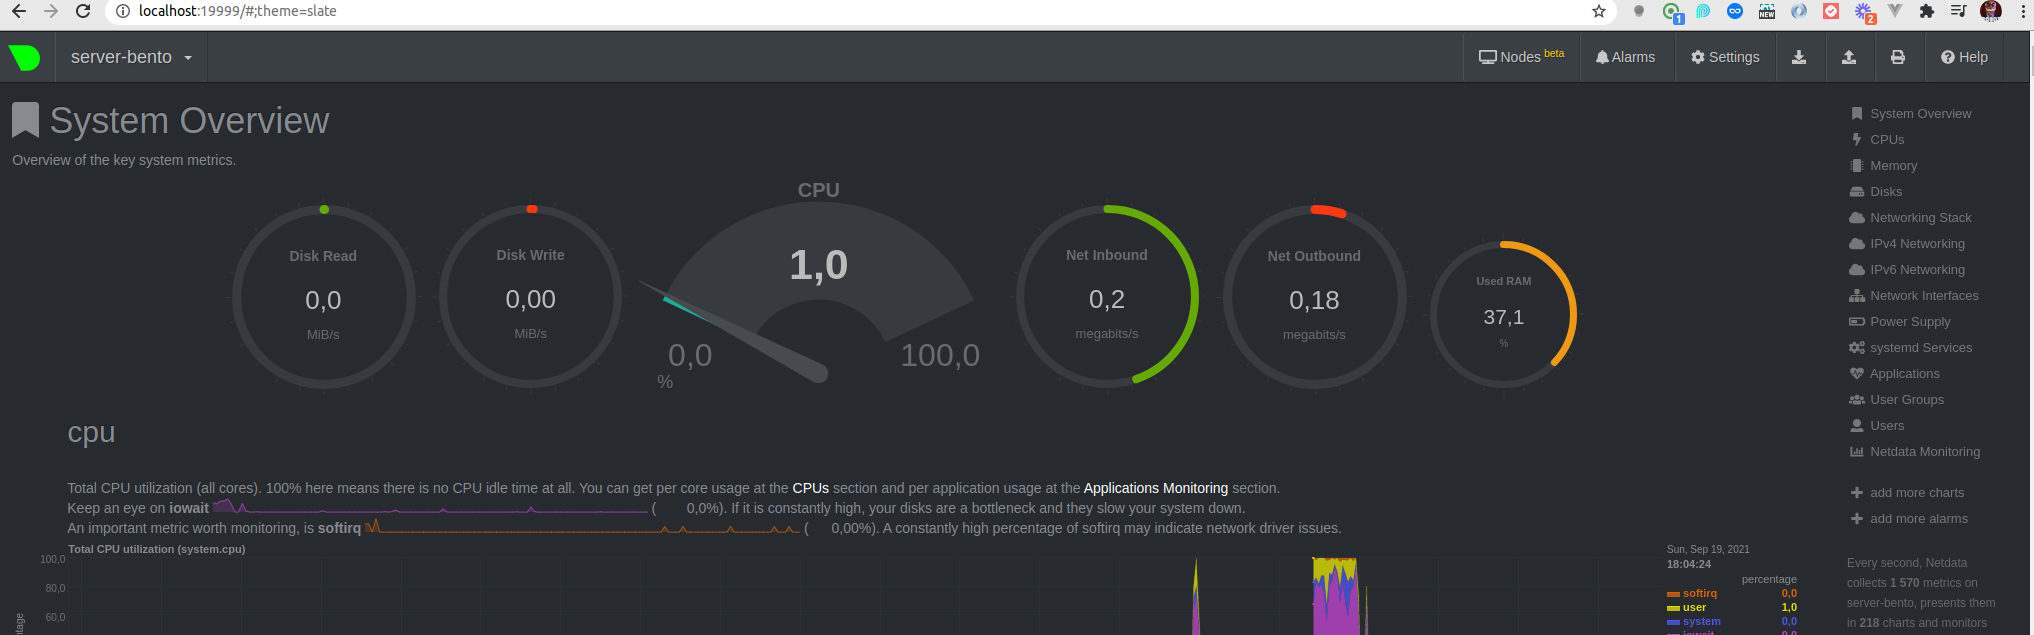 localhost:19999/#;theme=slate
1
NEW
2
server-bento
Nodes beta
Alarms
Settings
Help
System Overview
Overview of the key system metrics.
Disk Read
0,0
MiB/s
Disk Write
0,00
MiB/s
CPU
1,0
0,0
100,0
%
Net Inbound
0,2
megabits/s
Net Outbound
0,18
megabits/s
Used RAM
37,1
%
cpu
Total CPU utilization (all cores). 100% here means there is no CPU idle time at all. You can get per core usage at the CPUs section and per application usage at the Applications Monitoring section.
Keep an eye on iowait ( 0,0%). If it is constantly high, your disks are a bottleneck and they slow your system down.
An important metric worth monitoring, is softirq ( 0,00%). A constantly high percentage of softirq may indicate network driver issues.
Total CPU utilization (system.cpu)
100,0
80,0
60,0
Sun, Sep 19, 2021
18:04:24
percentage
softirq 0,0
user 1,0
system 0,0
iowait 0,0
System Overview
CPUs
Memory
Disks
Networking Stack
IPv4 Networking
IPv6 Networking
Network Interfaces
Power Supply
systemd Services
Applications
User Groups
Users
Netdata Monitoring
add more charts
add more alarms
Every second, Netdata
collects 1 570 metrics on
server-bento, presents them
in 218 charts and monitors